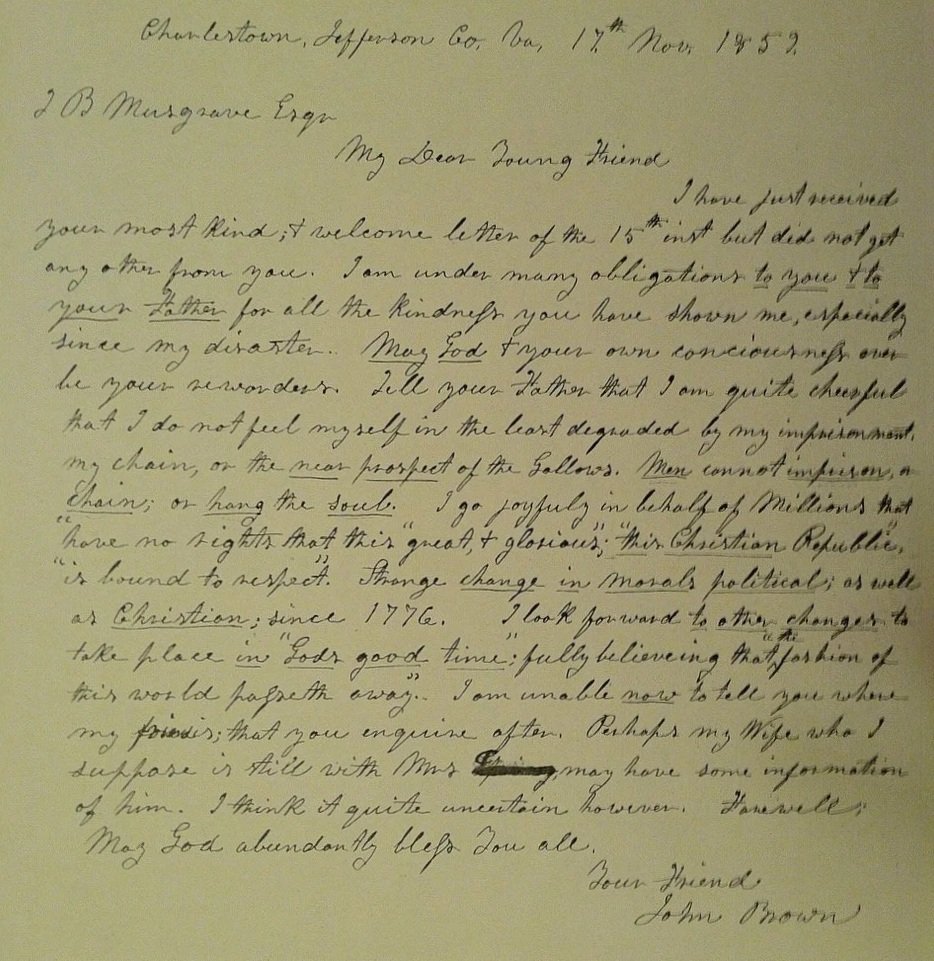 Charlestown, Jefferson Co. Va, 17th Nov. 1859.
J B Musgrave Esqr
My Dear Young Friend
I have just received
your most kind; & welcome letter of the 15th inst but did not get
any other from you. I am under many obligations to you & to
your Father for all the kindness you have shown me, especially
since my disaster. May God & your own conciousness ever
be your rewarders. Tell your Father that I am quite cheerful
that I do not feel myself in the least degraded by my imprisonment,
my chain, or the near prospect of the Gallows. Men cannot imprison, or
chain; or hang the soul. I go joyfuly in behalf of Millions that
"have no rights that this "great, & glorious"; "this Christian Republic",
"is bound to respect". Strange change in morals political; as well
as Christian; since 1776. I look forward to other changes to
take place in "Gods good time"; fully believeing that "the fashion of
this world passeth away". I am unable now to tell you where
my is; that you enquire after. Perhaps my Wife who I
suppose is still with Mrs may have some information
of him. I think it quite uncertain however. Farewell;
May God abundantly bless You all.
Your Friend
John Brown